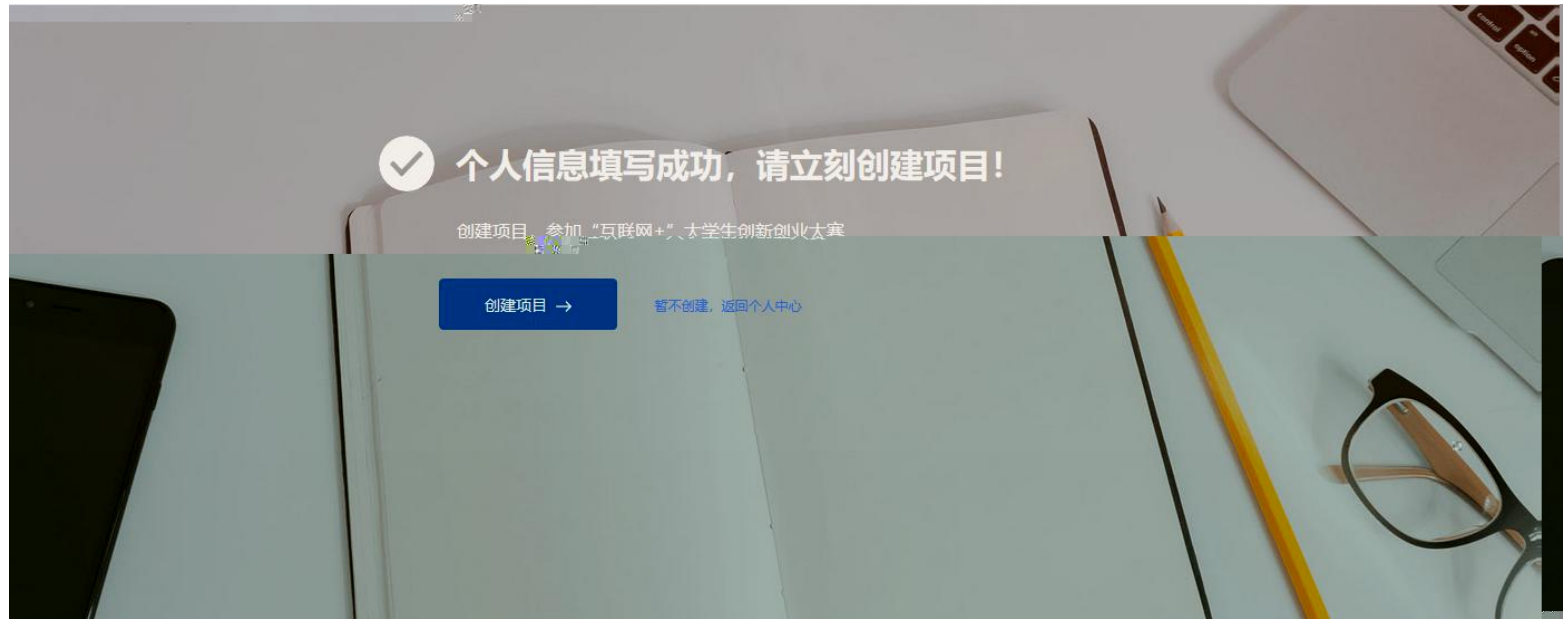 control
option
个人信息填写成功，请立刻创建项目！
创建项目，参加“互联网+”大学生创新创业大赛
创建项目 →
暂不创建，返回个人中心